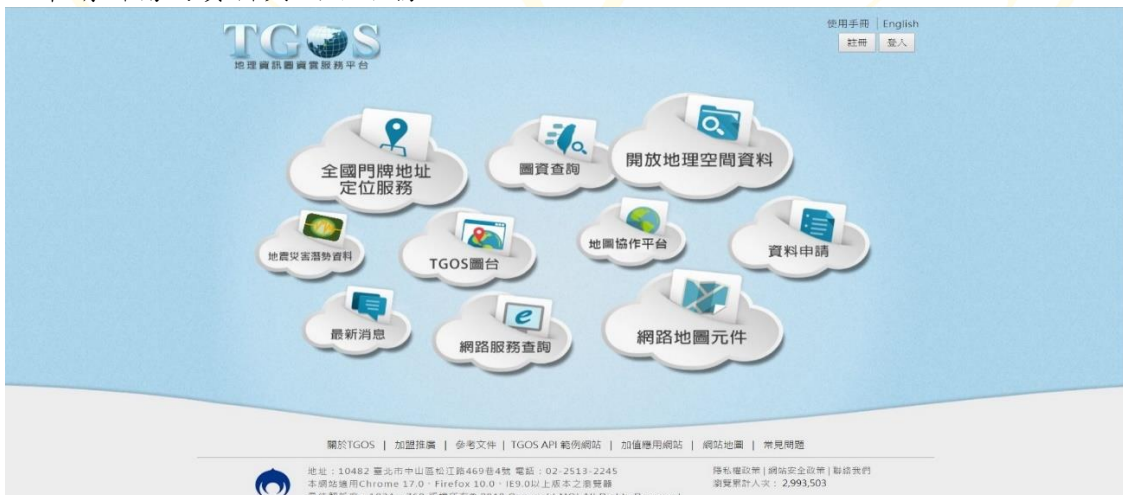 使用手冊 | English
註冊 登入
TGOS
地理資訊圖資雲服務平台
全國門牌地址
定位服務
圖資查詢
開放地理空間資料
地震災害潛勢資料
TGOS圖台
地圖協作平台
資料申請
最新消息
網路服務查詢
網路地圖元件
關於TGOS | 加盟推廣 | 參考文件 | TGOS API 範例網站 | 加值應用網站 | 網站地圖 | 常見問題
地址：10482 臺北市中山區松江路469巷4號 電話：02-2513-2245
隱私權政策 | 網站安全政策 | 聯絡我們
本網站適用Chrome 17.0、Firefox 10.0、IE9.0以上版本之瀏覽器
瀏覽累計人次：2,993,503